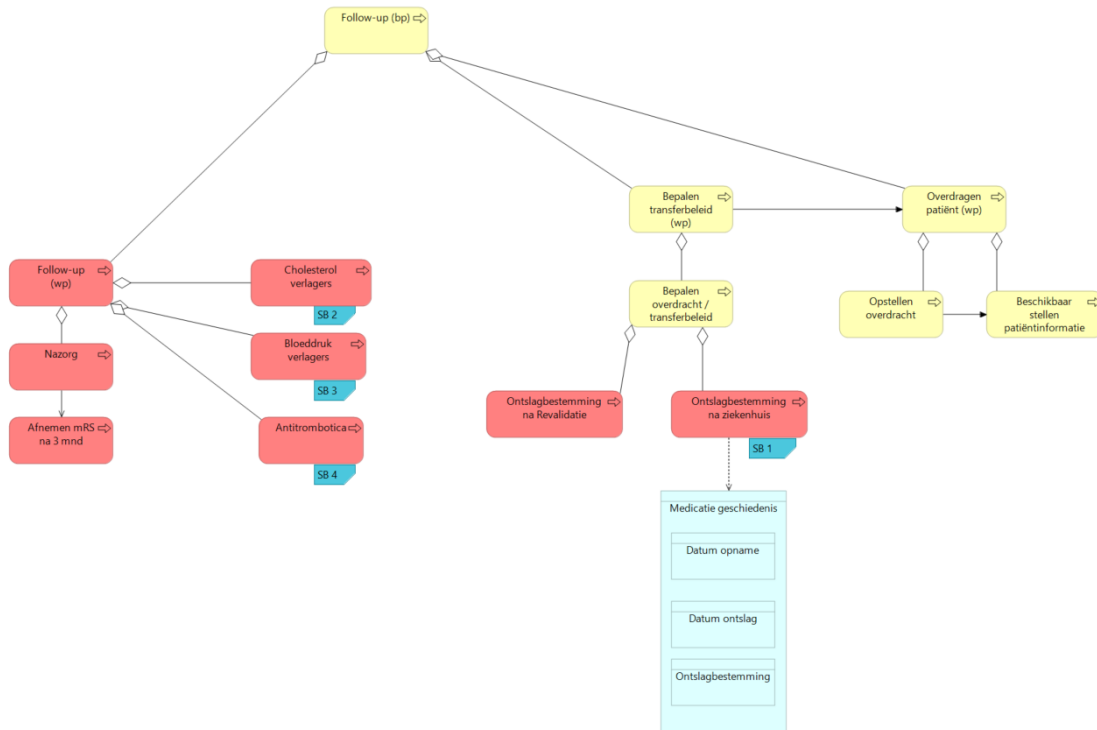 Follow-up (bp)
Bepalen
transferbeleid
(wp)
Overdragen
patiënt (wp)
Follow-up
(wp)
Cholesterol
verlagers
SB 2
Bepalen
overdracht /
transferbeleid
Opstellen
overdracht
Beschikbaar
stellen
patiëntinformatie
Nazorg
Bloeddruk
verlagers
SB 3
Ontslagbestemming
na Revalidatie
Ontslagbestemming
na ziekenhuis
SB 1
Afnemen mRS
na 3 mnd
Antitrombotica
SB 4
Medicatie geschiedenis
Datum opname
Datum ontslag
Ontslagbestemming